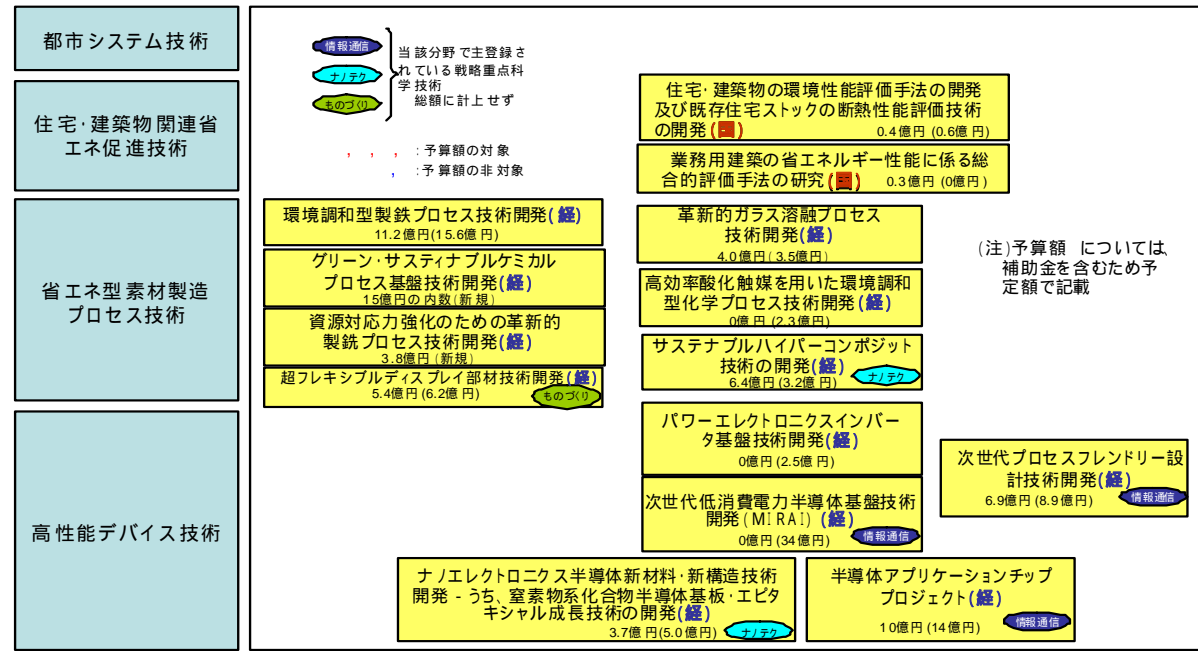 都市システム技術
住宅・建築物関連省
エネ促進技術
省エネ型素材製造
プロセス技術
高性能デバイス技術
情報通信
ナノテク
ものづくり
当該分野で主登録さ
れている戦略重点科
学技術
総額に計上せず
, , , :予算額の対象
, :予算額の非対象
住宅・建築物の環境性能評価手法の開発
及び既存住宅ストックの断熱性能評価技術
の開発(国) 0.4億円(0.6億円)
業務用建築の省エネルギー性能に係る総
合的評価手法の研究(国) 0.3億円(0億円)
環境調和型製鉄プロセス技術開発(経)
11.2億円(15.6億円)
グリーン・サスティナブルケミカル
プロセス基盤技術開発(経)
15億円の内数(新規)
資源対応力強化のための革新的
製銑プロセス技術開発(経)
3.8億円(新規)
超フレキシブルディスプレイ部材技術開発(経)
5.4億円(6.2億円) ものづくり
革新的ガラス溶融プロセス
技術開発(経)
4.0億円(3.5億円)
高効率酸化触媒を用いた環境調和
型化学プロセス技術開発(経)
0億円(2.3億円)
サステナブルハイパーコンポジット
技術の開発(経)
6.4億円(3.2億円) ナノテク
(注)予算額 については、
補助金を含むため予
定額で記載
パワーエレクトロニクスインバー
タ基盤技術開発(経)
0億円(2.5億円)
次世代低消費電力半導体基盤技術
開発(MIRAI)(経)
0億円(34億円) 情報通信
次世代プロセスフレンドリー設
計技術開発(経)
6.9億円(8.9億円) 情報通信
ナノエレクトロニクス半導体新材料・新構造技術
開発-うち、窒素物系化合物半導体基板・エピタ
キシャル成長技術の開発(経)
3.7億円(5.0億円) ナノテク
半導体アプリケーションチップ
プロジェクト(経)
10億円(14億円) 情報通信